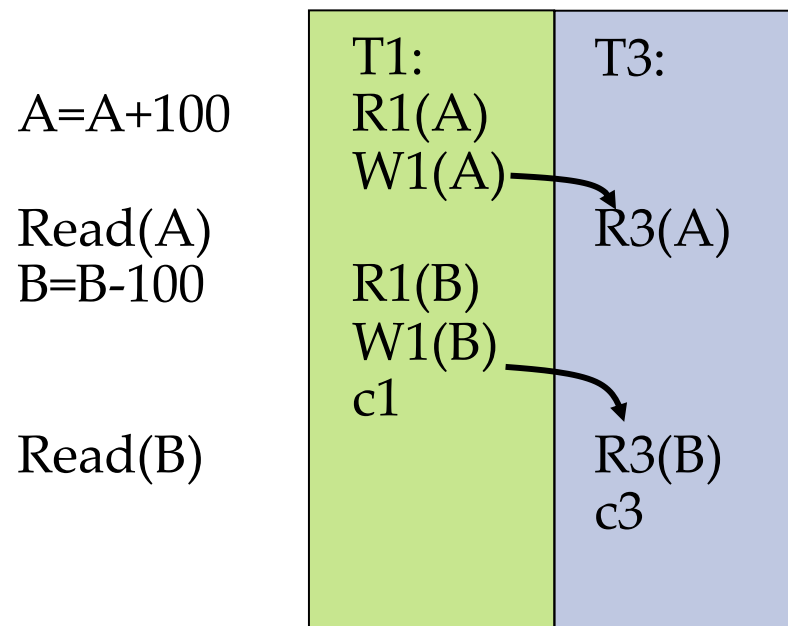 T1: T3:
A=A+100 R1(A)
W1(A)
Read(A) R3(A)
B=B-100 R1(B)
W1(B)
c1
Read(B) R3(B)
c3